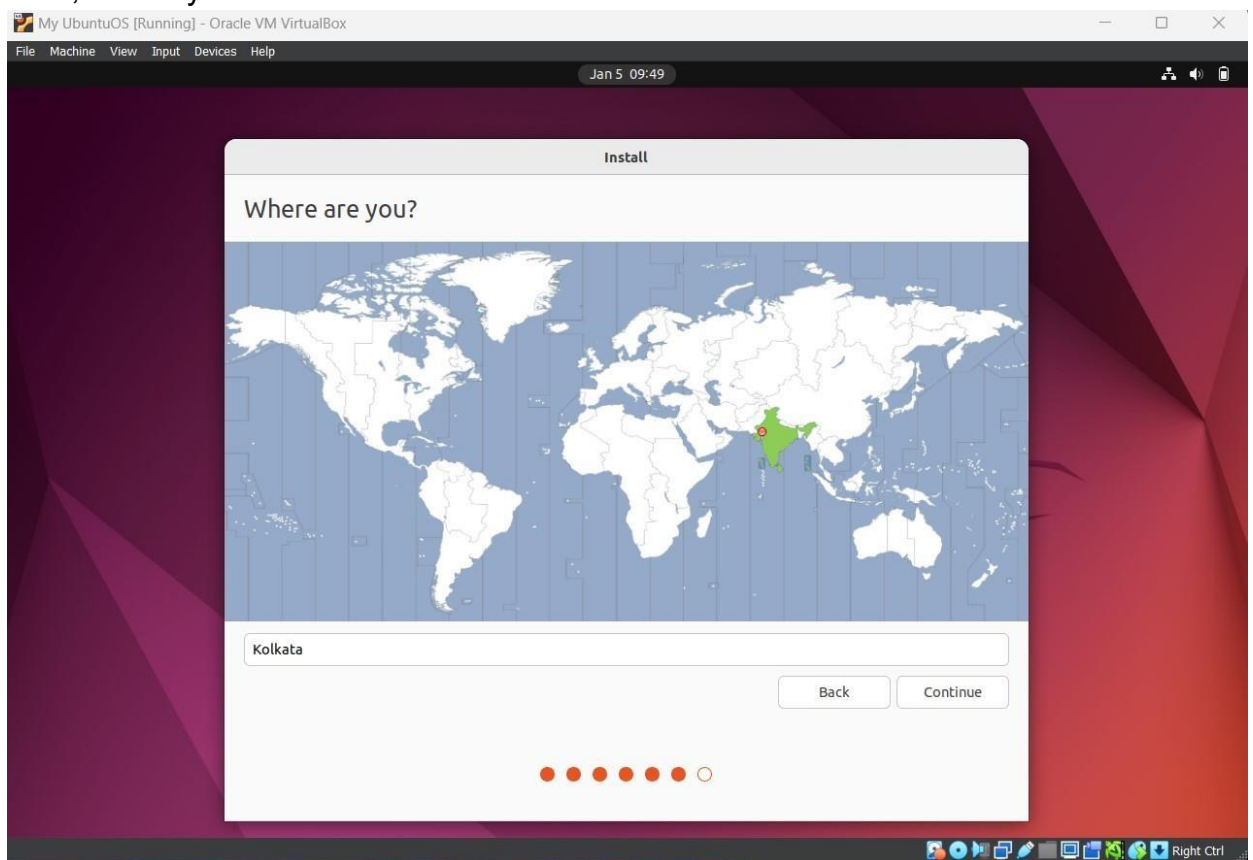 My UbuntuOS [Running] - Oracle VM VirtualBox
File Machine View Input Devices Help
Jan 5 09:49
Install
Where are you?
Kolkata
Back Continue
Right Ctrl